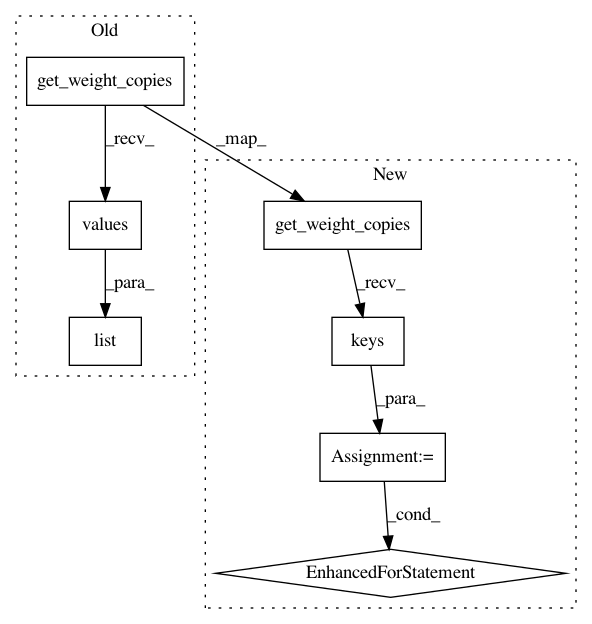 Old
get_weight_copies
_recv_
_map_
New
values
get_weight_copies
_para_
_recv_
list
keys
_para_
Assignment:=
_cond_
EnhancedForStatement